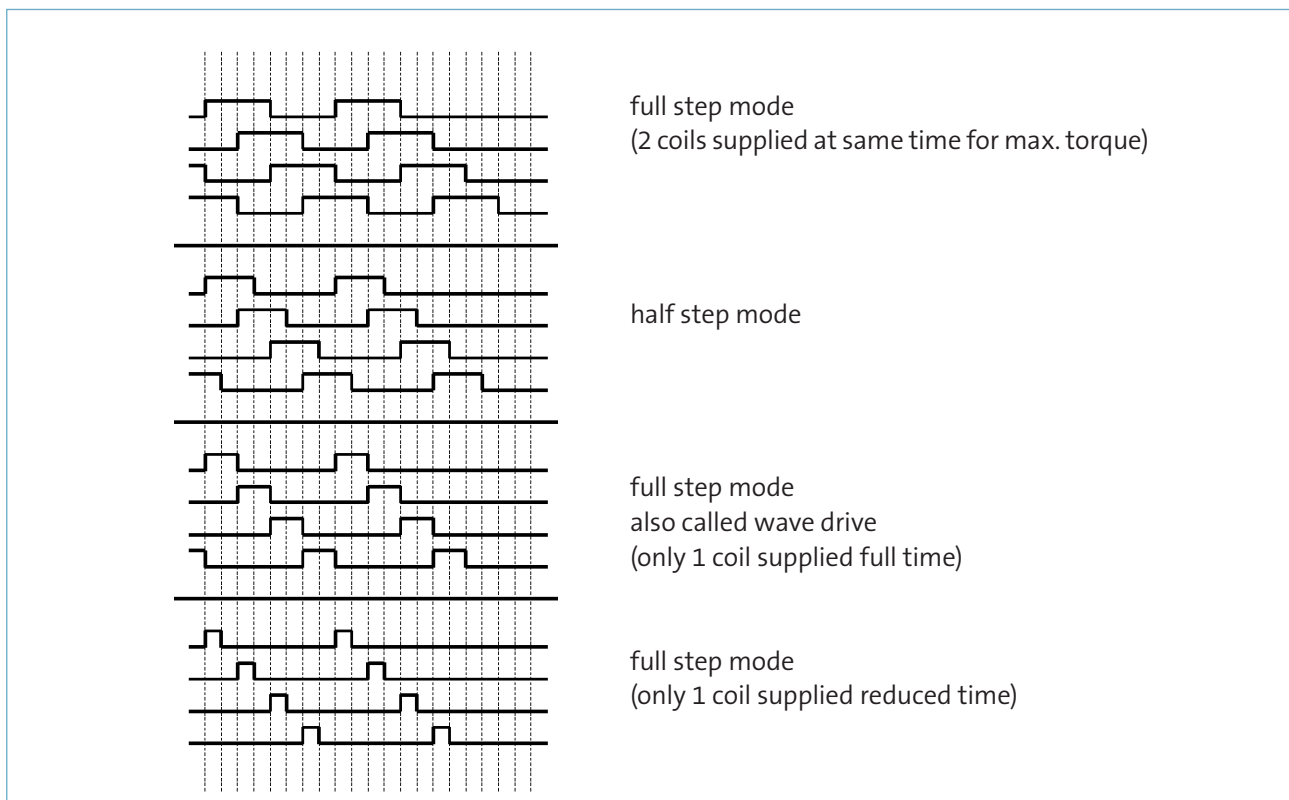 full step mode
(2 coils supplied at same time for max. torque)
half step mode
full step mode
also called wave drive
(only 1 coil supplied full time)
full step mode
(only 1 coil supplied reduced time)